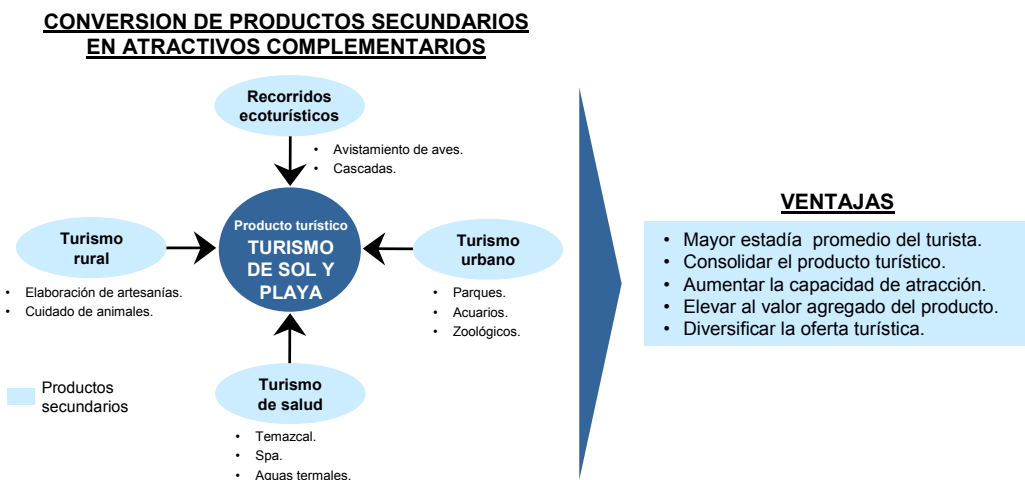 CONVERSION DE PRODUCTOS SECUNDARIOS
EN ATRACTIVOS COMPLEMENTARIOS
Recorridos
ecoturísticos
• Avistamiento de aves.
• Cascadas.
Producto turístico
TURISMO
DE SOL Y
PLAYA
Turismo
rural
• Elaboración de artesanías.
• Cuidado de animales.
Turismo
urbano
• Parques.
• Acuarios.
• Zoológicos.
Turismo
de salud
• Temazcal.
• Spa.
• Aguas termales.
Productos
secundarios
VENTAJAS
• Mayor estadía promedio del turista.
• Consolidar el producto turístico.
• Aumentar la capacidad de atracción.
• Elevar al valor agregado del producto.
• Diversificar la oferta turística.